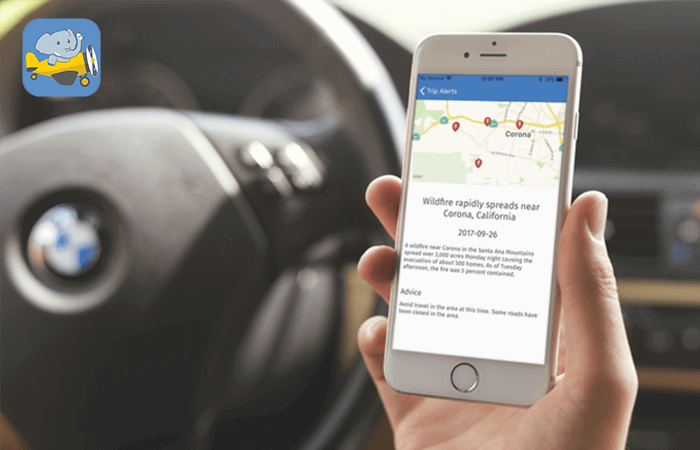 No Service 12:07 PM 14%
Trip Alerts
Corona
Wildfire rapidly spreads near
Corona, California
2017-09-26
A wildfire near Corona in the Santa Ana Mountains
spread over 2,000 acres Monday night causing the
evacuation of about 500 homes. As of Tuesday
afternoon, the fire was 5 percent contained.
Advice
Avoid travel in the area at this time. Some roads have
been closed in the area.